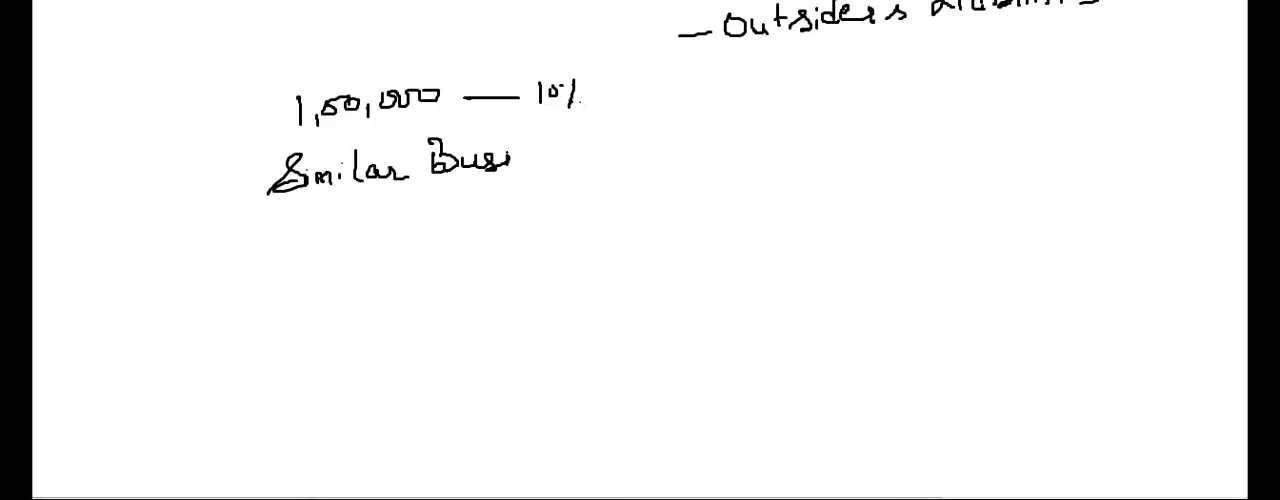 — Outsiders
1,50,000 — 10%
Similar Busi